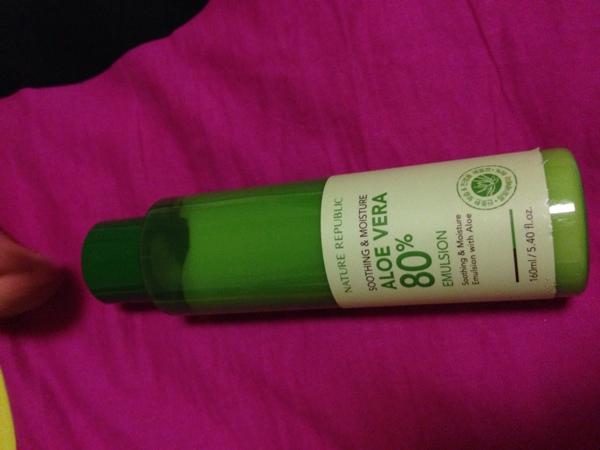 NATURE REPUBLIC
SOOTHING & MOISTURE
ALOE VERA
80%
EMULSION
Soothing & Moisture
Emulsion with Aloe
160ml / 5.40 fl.oz.